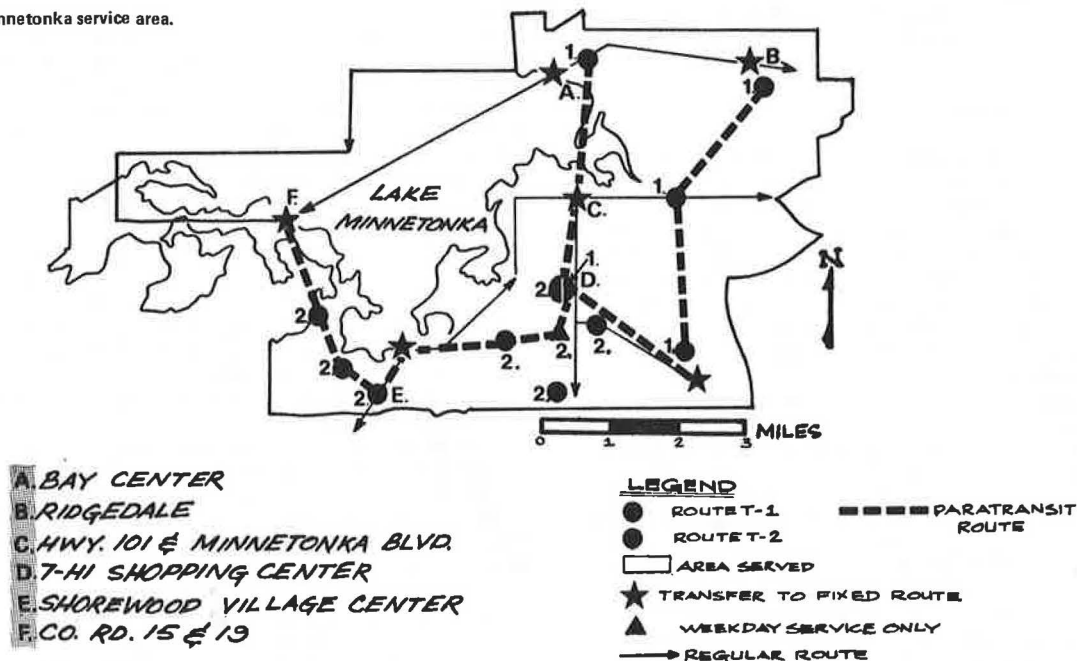 nnetonka service area.
1.
A.
B.
1.
LAKE
MINNETONKA
F.
C.
1.
1.
D.
2.
2.
2.
2.
2.
1.
2.
2.
E.
2.
N
0 1 2 3 MILES
A. BAY CENTER
B. RIDGEDALE
C. HWY. 101 & MINNETONKA BLVD.
D. 7-HI SHOPPING CENTER
E. SHOREWOOD VILLAGE CENTER
F. CO. RD. 15 & 19
LEGEND
ROUTE T-1
ROUTE T-2
AREA SERVED
TRANSFER TO FIXED ROUTE
WEEKDAY SERVICE ONLY
REGULAR ROUTE
PARATRANSIT
ROUTE